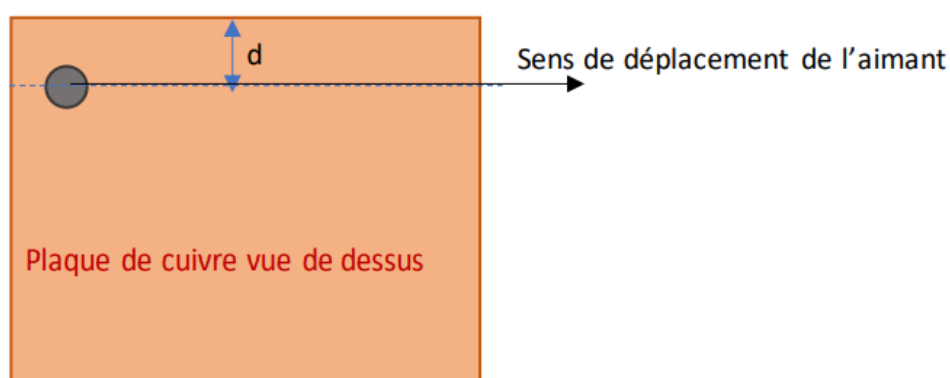 d
Sens de déplacement de l'aimant
Plaque de cuivre vue de dessus